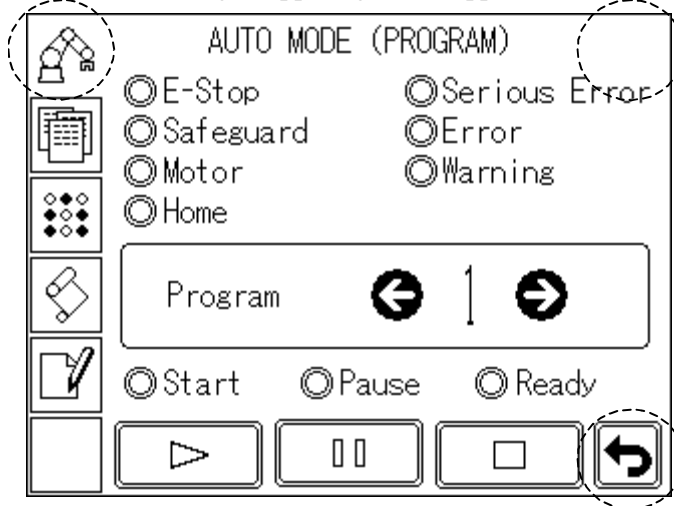 AUTO MODE (PROGRAM)
E-Stop Serious Error
Safeguard Error
Motor Warning
Home
Program 1
Start Pause Ready